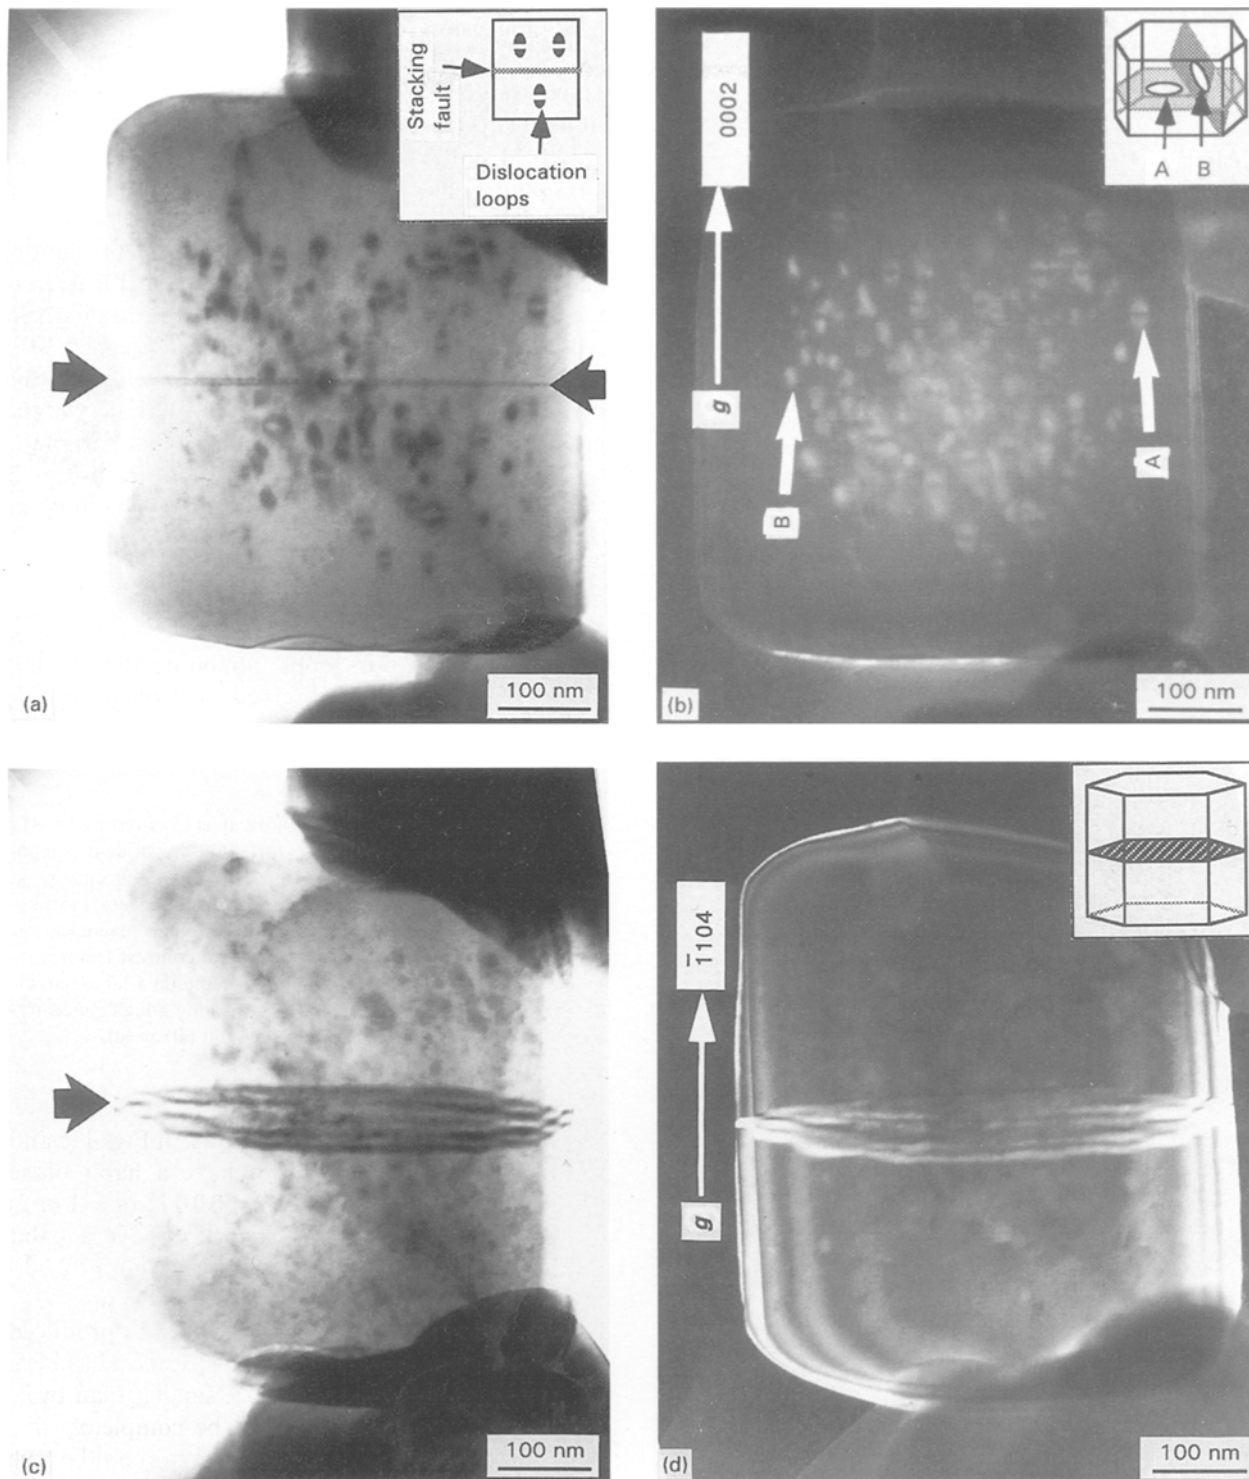 Stacking
fault
Dislocation
loops
(a)
100 nm
0002
g
B
A
A B
(b)
100 nm
(c)
100 nm
1̅104
g
(d)
100 nm